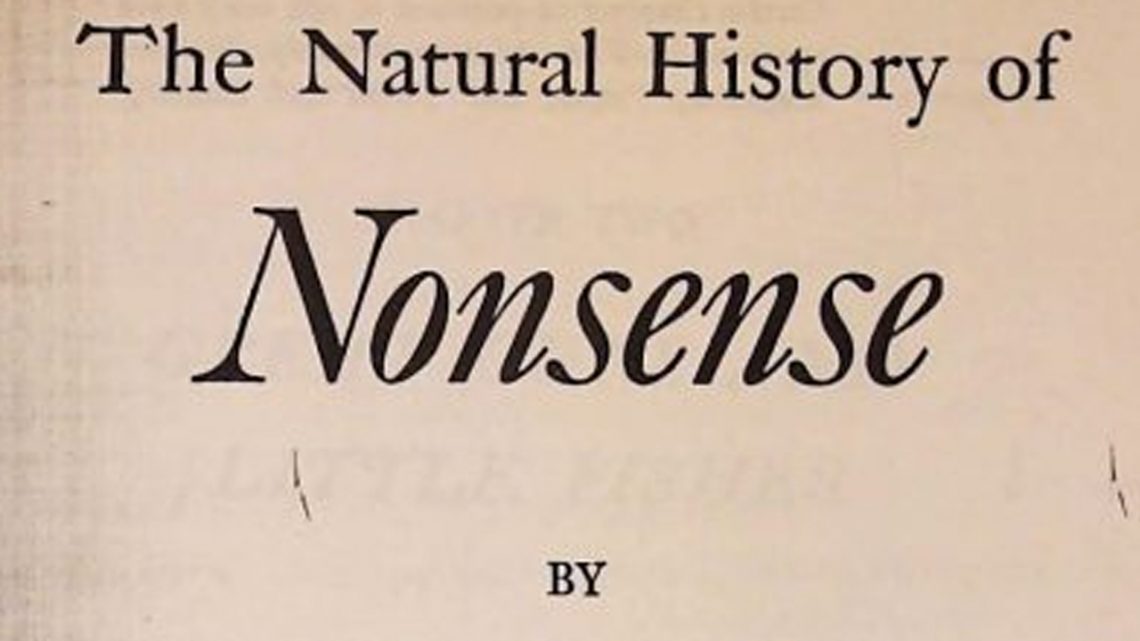 The Natural History of
Nonsense
BY